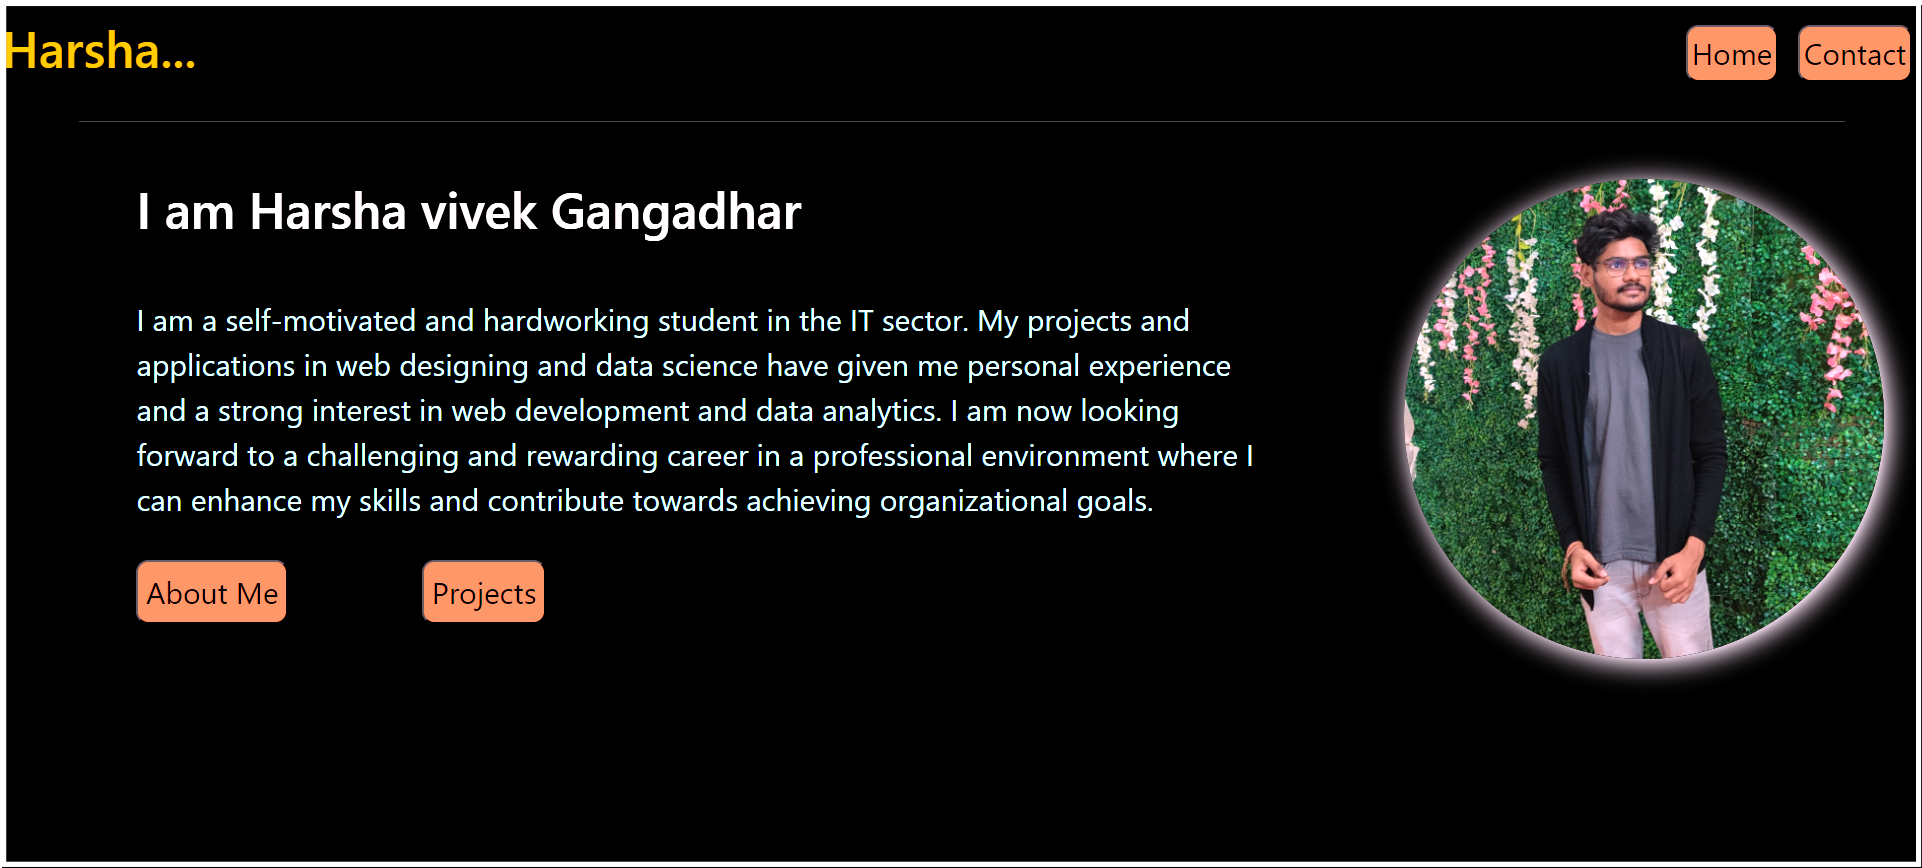 Harsha...
Home Contact
I am Harsha vivek Gangadhar
I am a self-motivated and hardworking student in the IT sector. My projects and
applications in web designing and data science have given me personal experience
and a strong interest in web development and data analytics. I am now looking
forward to a challenging and rewarding career in a professional environment where I
can enhance my skills and contribute towards achieving organizational goals.
About Me Projects